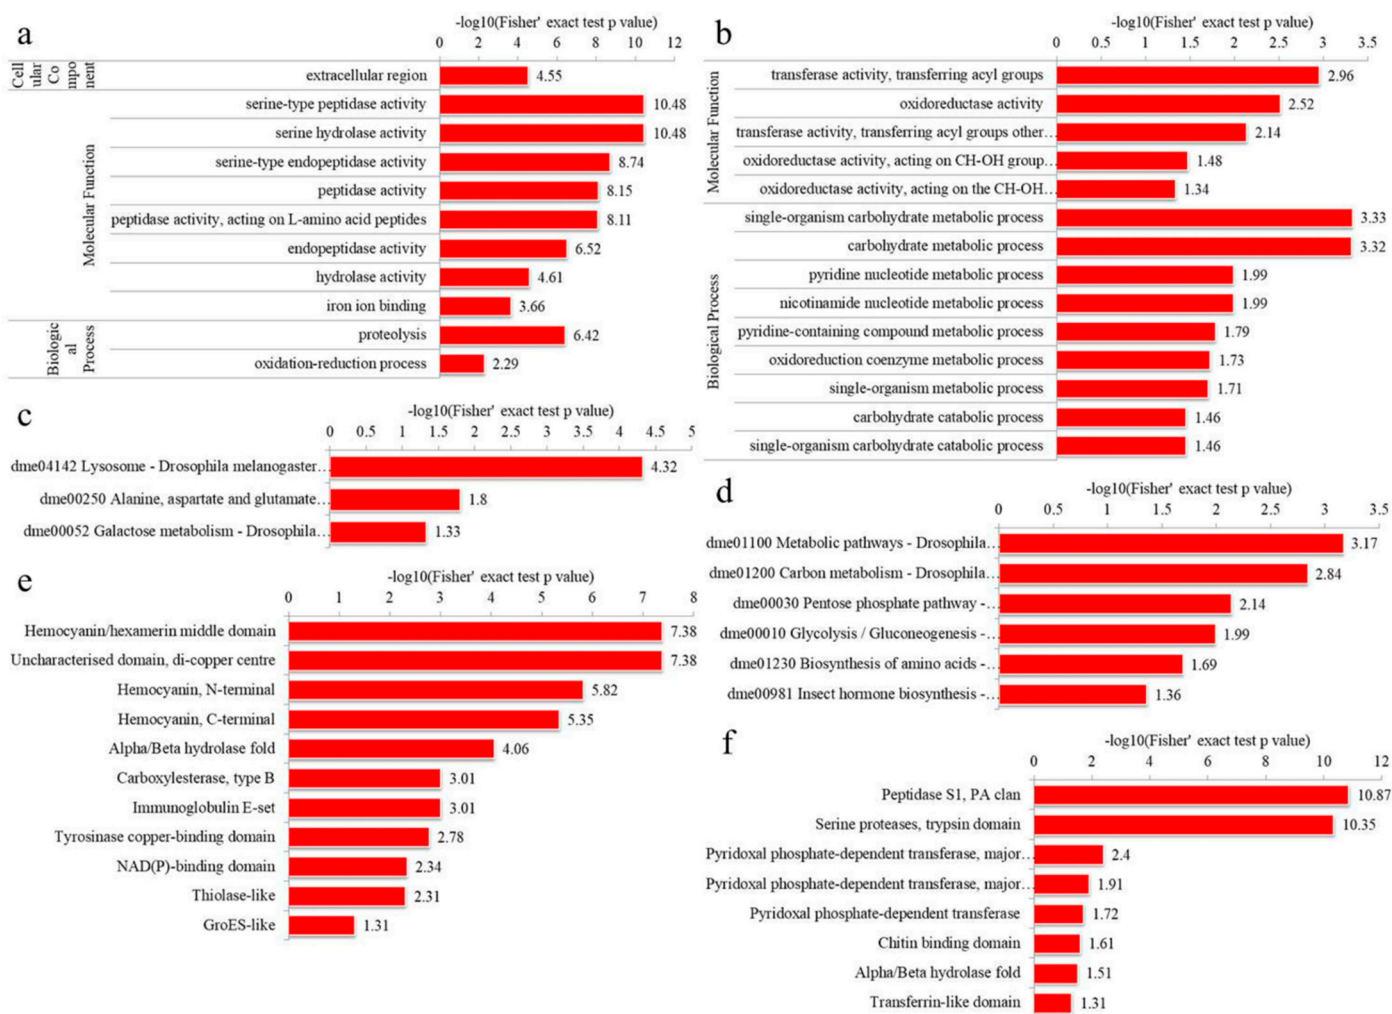 a
-log10(Fisher' exact test p value)
0 2 4 6 8 10 12
Cell
ular
Co
mpo
nent
extracellular region 4.55
Molecular Function
serine-type peptidase activity 10.48
serine hydrolase activity 10.48
serine-type endopeptidase activity 8.74
peptidase activity 8.15
peptidase activity, acting on L-amino acid peptides 8.11
endopeptidase activity 6.52
hydrolase activity 4.61
iron ion binding 3.66
Biologic
al
Process
proteolysis 6.42
oxidation-reduction process 2.29
b
-log10(Fisher' exact test p value)
0 0.5 1 1.5 2 2.5 3 3.5
Molecular Function
transferase activity, transferring acyl groups 2.96
oxidoreductase activity 2.52
transferase activity, transferring acyl groups other... 2.14
oxidoreductase activity, acting on CH-OH group... 1.48
oxidoreductase activity, acting on the CH-OH... 1.34
Biological Process
single-organism carbohydrate metabolic process 3.33
carbohydrate metabolic process 3.32
pyridine nucleotide metabolic process 1.99
nicotinamide nucleotide metabolic process 1.99
pyridine-containing compound metabolic process 1.79
oxidoreduction coenzyme metabolic process 1.73
single-organism metabolic process 1.71
carbohydrate catabolic process 1.46
single-organism carbohydrate catabolic process 1.46
c
-log10(Fisher' exact test p value)
0 0.5 1 1.5 2 2.5 3 3.5 4 4.5 5
dme04142 Lysosome - Drosophila melanogaster... 4.32
dme00250 Alanine, aspartate and glutamate... 1.8
dme00052 Galactose metabolism - Drosophila... 1.33
d
-log10(Fisher' exact test p value)
0 0.5 1 1.5 2 2.5 3 3.5
dme01100 Metabolic pathways - Drosophila... 3.17
dme01200 Carbon metabolism - Drosophila... 2.84
dme00030 Pentose phosphate pathway -... 2.14
dme00010 Glycolysis / Gluconeogenesis -... 1.99
dme01230 Biosynthesis of amino acids -... 1.69
dme00981 Insect hormone biosynthesis -... 1.36
e
-log10(Fisher' exact test p value)
0 1 2 3 4 5 6 7 8
Hemocyanin/hexamerin middle domain 7.38
Uncharacterised domain, di-copper centre 7.38
Hemocyanin, N-terminal 5.82
Hemocyanin, C-terminal 5.35
Alpha/Beta hydrolase fold 4.06
Carboxylesterase, type B 3.01
Immunoglobulin E-set 3.01
Tyrosinase copper-binding domain 2.78
NAD(P)-binding domain 2.34
Thiolase-like 2.31
GroES-like 1.31
f
-log10(Fisher' exact test p value)
0 2 4 6 8 10 12
Peptidase S1, PA clan 10.87
Serine proteases, trypsin domain 10.35
Pyridoxal phosphate-dependent transferase, major... 2.4
Pyridoxal phosphate-dependent transferase, major... 1.91
Pyridoxal phosphate-dependent transferase 1.72
Chitin binding domain 1.61
Alpha/Beta hydrolase fold 1.51
Transferrin-like domain 1.31